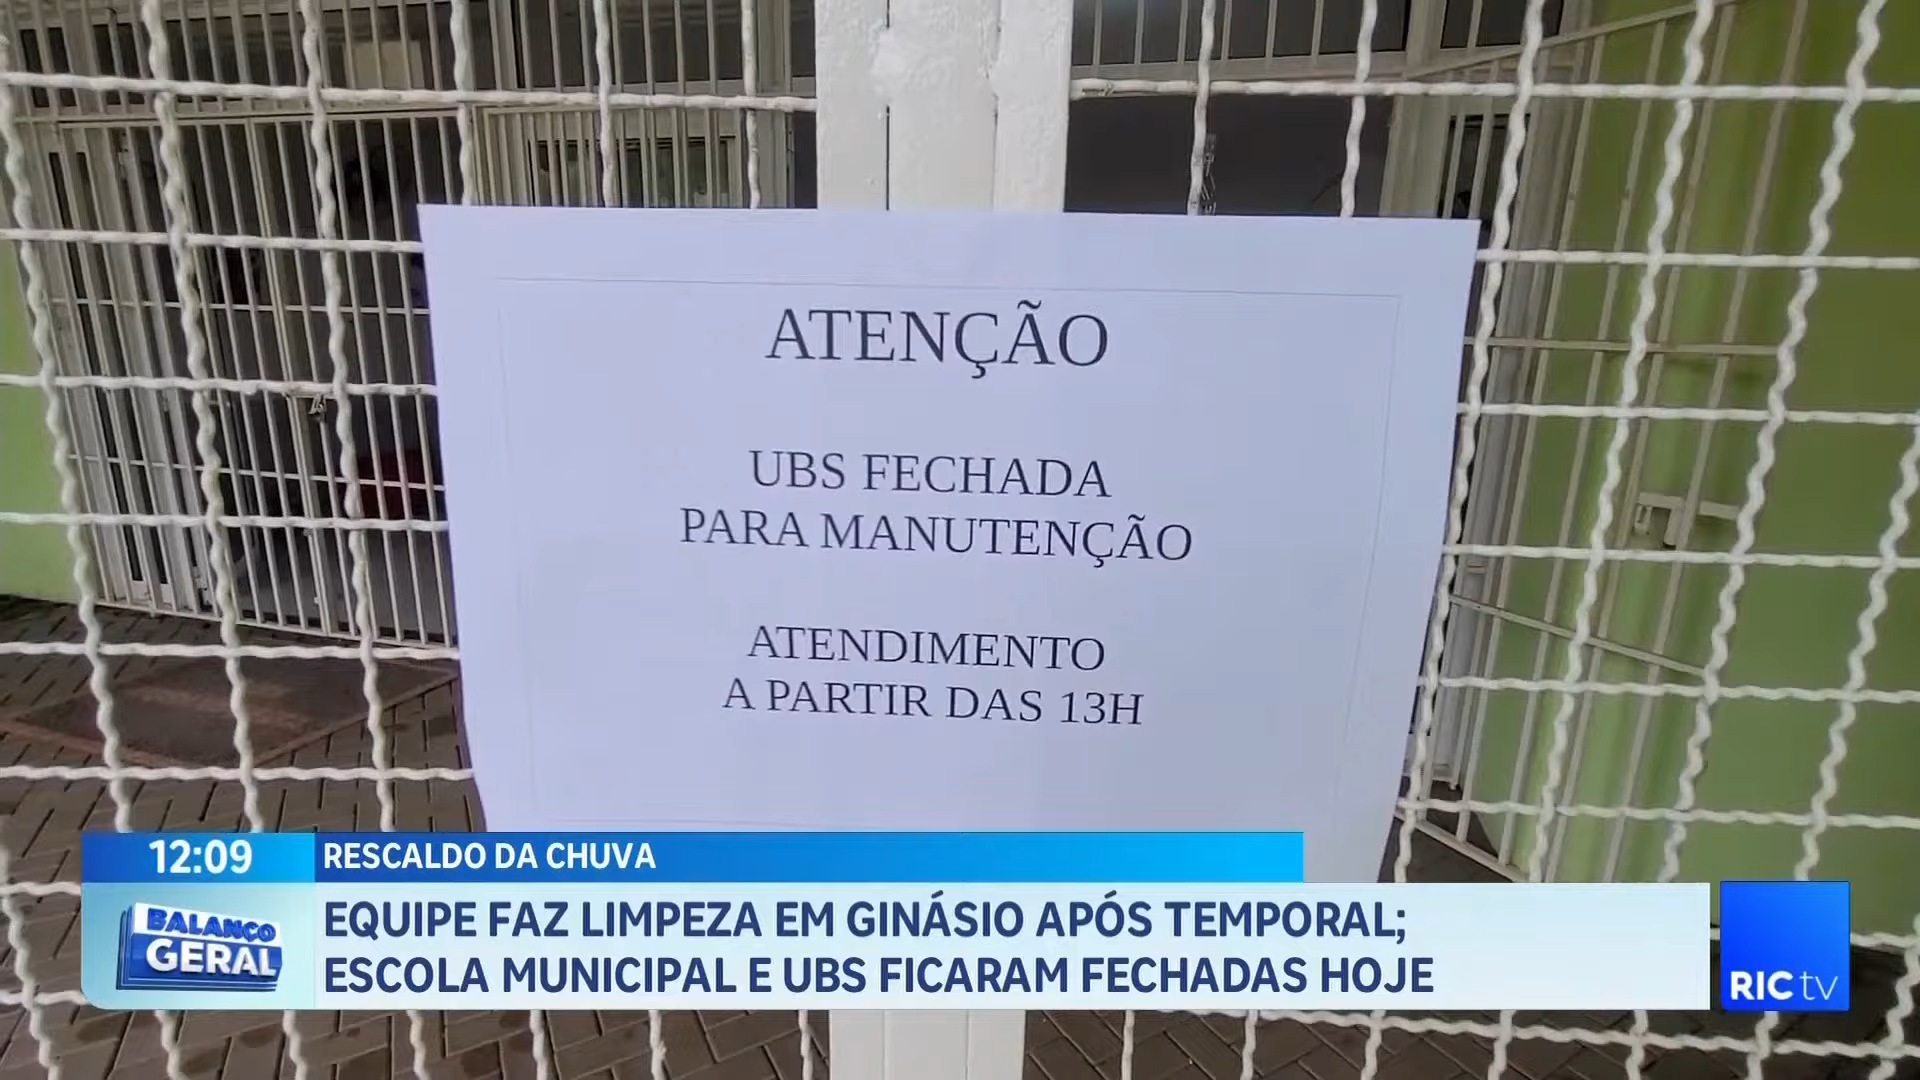 ATENÇÃO
UBS FECHADA
PARA MANUTENÇÃO
ATENDIMENTO
A PARTIR DAS 13H
12:09
RESCALDO DA CHUVA
BALANÇO
GERAL
EQUIPE FAZ LIMPEZA EM GINÁSIO APÓS TEMPORAL;
ESCOLA MUNICIPAL E UBS FICARAM FECHADAS HOJE
RIC tv